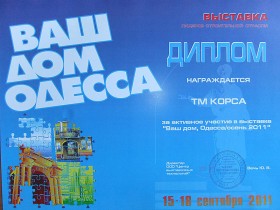 ВАШ
ДОМ
ОДЕССА
ВЫСТАВКА
ДИПЛОМ
НАГРАЖДАЕТСЯ
ТМ КОРСА
за активное участие в выставке
"Ваш дом, Одесса/осень 2011"
Директор
15-18 сентября 2011